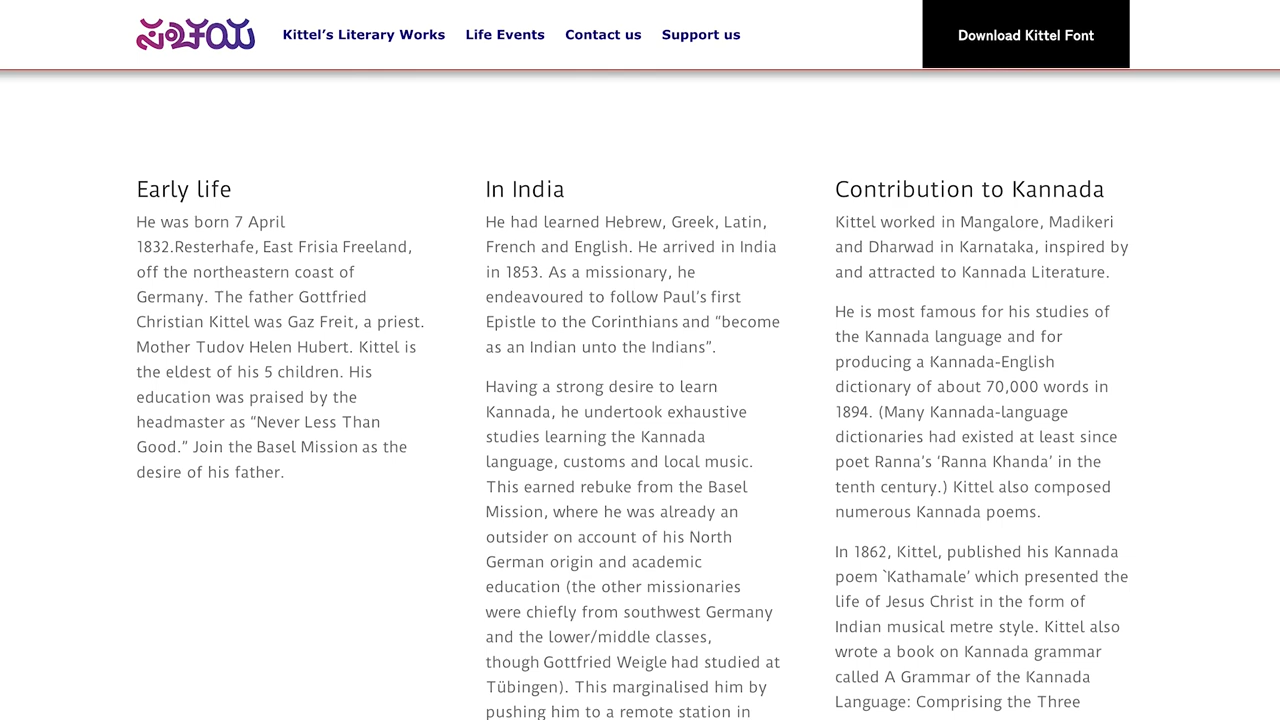 Kittel’s Literary Works
Life Events
Contact us
Support us
Download Kittel Font
Early life
He was born 7 April
1832.Resterhafe, East Frisia Freeland,
off the northeastern coast of
Germany. The father Gottfried
Christian Kittel was Gaz Freit, a priest.
Mother Tudov Helen Hubert. Kittel is
the eldest of his 5 children. His
education was praised by the
headmaster as “Never Less Than
Good.” Join the Basel Mission as the
desire of his father.
In India
He had learned Hebrew, Greek, Latin,
French and English. He arrived in India
in 1853. As a missionary, he
endeavoured to follow Paul’s first
Epistle to the Corinthians and “become
as an Indian unto the Indians”.
Having a strong desire to learn
Kannada, he undertook exhaustive
studies learning the Kannada
language, customs and local music.
This earned rebuke from the Basel
Mission, where he was already an
outsider on account of his North
German origin and academic
education (the other missionaries
were chiefly from southwest Germany
and the lower/middle classes,
though Gottfried Weigle had studied at
Tübingen). This marginalised him by
pushing him to a remote station in
Contribution to Kannada
Kittel worked in Mangalore, Madikeri
and Dharwad in Karnataka, inspired by
and attracted to Kannada Literature.
He is most famous for his studies of
the Kannada language and for
producing a Kannada-English
dictionary of about 70,000 words in
1894. (Many Kannada-language
dictionaries had existed at least since
poet Ranna’s ‘Ranna Khanda’ in the
tenth century.) Kittel also composed
numerous Kannada poems.
In 1862, Kittel, published his Kannada
poem `Kathamale’ which presented the
life of Jesus Christ in the form of
Indian musical metre style. Kittel also
wrote a book on Kannada grammar
called A Grammar of the Kannada
Language: Comprising the Three